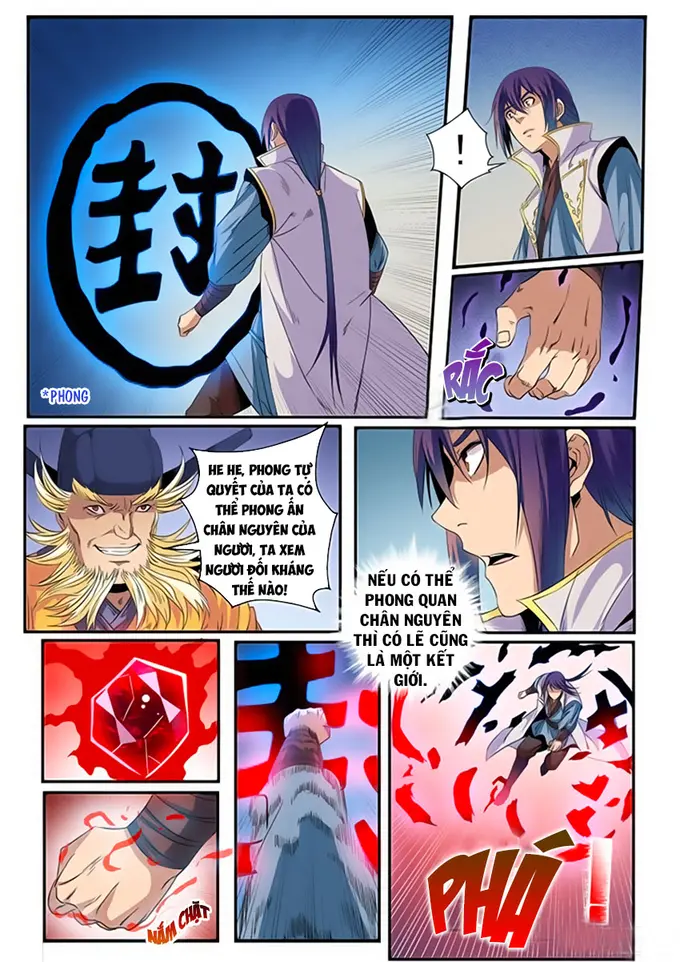 封
*PHONG
!
RẮC
HE HE, PHONG TỰ
QUYẾT CỦA TA CÓ
THỂ PHONG ẤN
CHÂN NGUYÊN CỦA
NGƯƠI, TA XEM
NGƯƠI ĐỐI KHÁNG
THẾ NÀO!
NẾU CÓ THỂ
PHONG QUAN
CHÂN NGUYÊN
THÌ CÓ LẼ CŨNG
LÀ MỘT KẾT
GIỚI.
NẮM CHẶT
PHÁ!